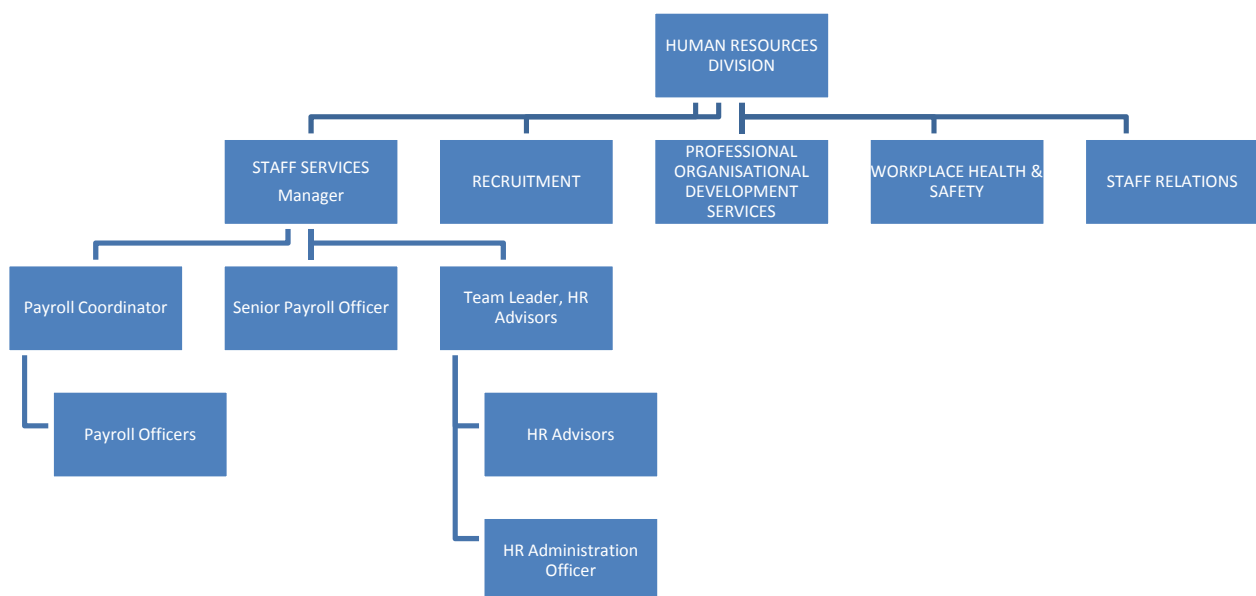 HUMAN RESOURCES
DIVISION
STAFF SERVICES
Manager
RECRUITMENT
PROFESSIONAL
ORGANISATIONAL
DEVELOPMENT
SERVICES
WORKPLACE HEALTH &
SAFETY
STAFF RELATIONS
Payroll Coordinator
Senior Payroll Officer
Team Leader, HR
Advisors
Payroll Officers
HR Advisors
HR Administration
Officer